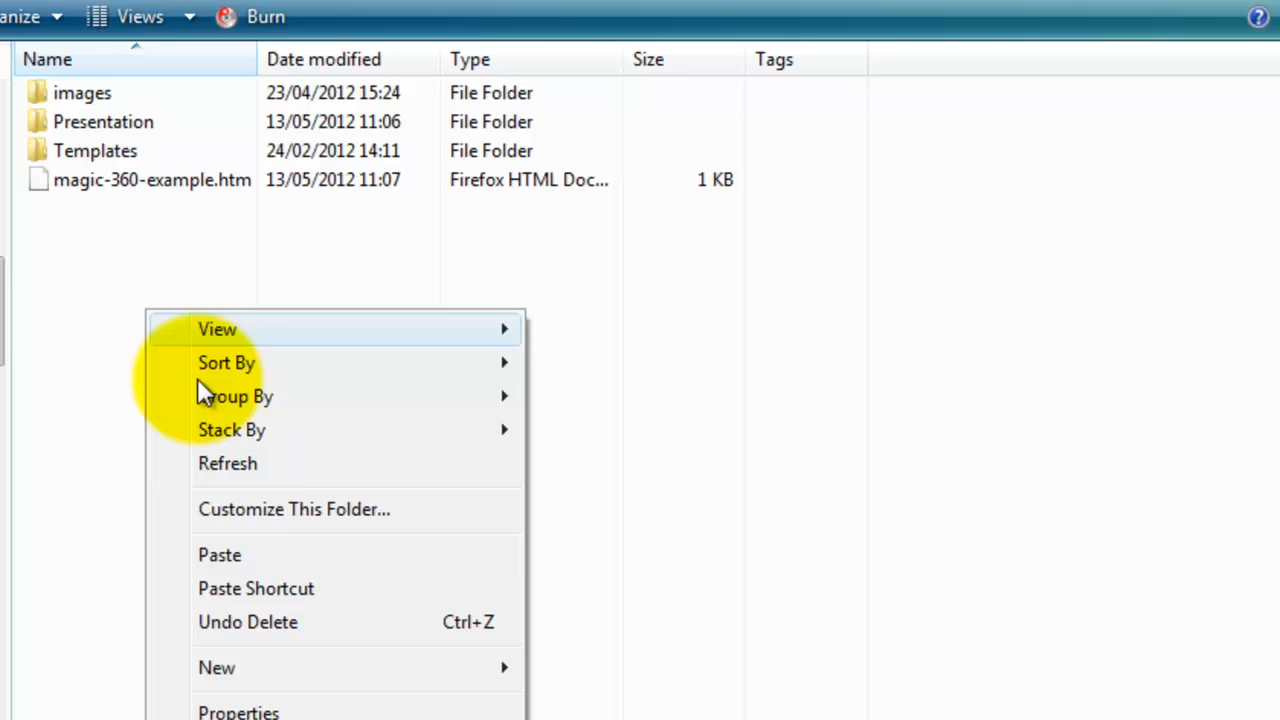 anize Views Burn
Name Date modified Type Size Tags
images 23/04/2012 15:24 File Folder
Presentation 13/05/2012 11:06 File Folder
Templates 24/02/2012 14:11 File Folder
magic-360-example.htm 13/05/2012 11:07 Firefox HTML Doc... 1 KB
View
Sort By
Group By
Stack By
Refresh
Customize This Folder...
Paste
Paste Shortcut
Undo Delete Ctrl+Z
New
Properties